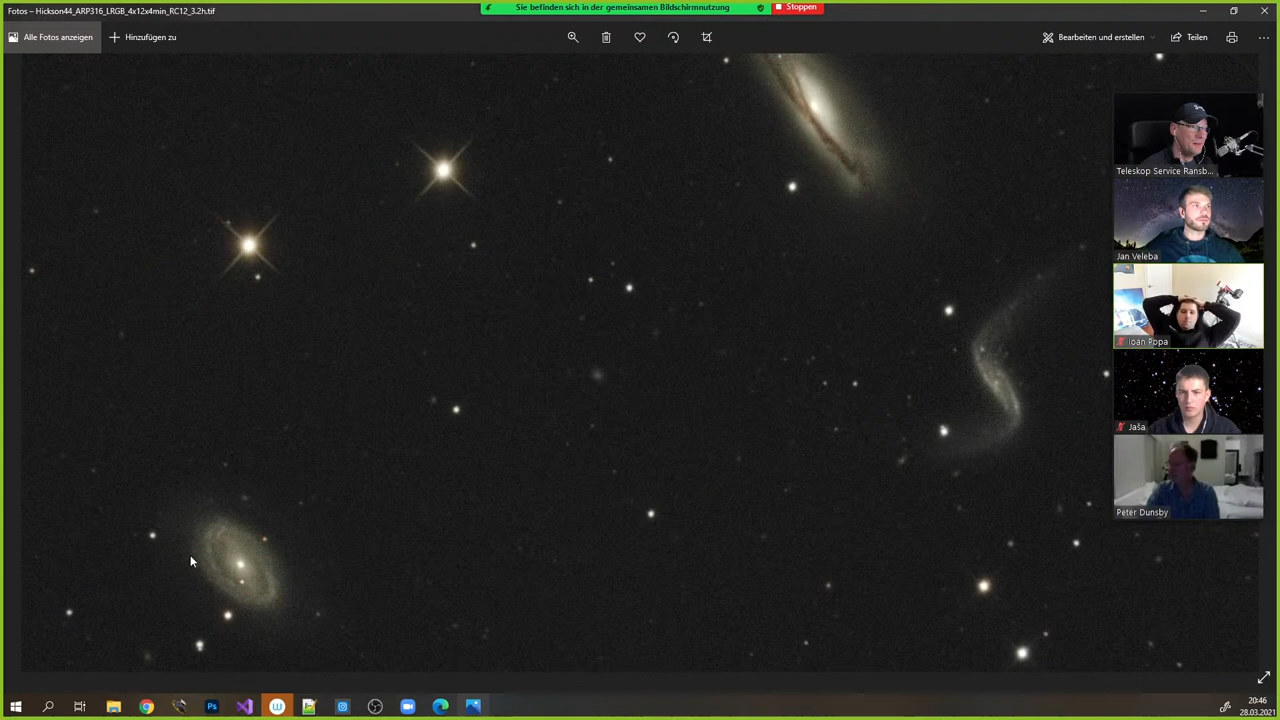 Fotos – Hickson44_ARP316_LRGB_4x12x4min_RC12_3.2h.tif
Sie befinden sich in der gemeinsamen Bildschirmnutzung
Stoppen
Alle Fotos anzeigen
Hinzufügen zu
Bearbeiten und erstellen
Teilen
Teleskop Service Ransb...
Jan Veleba
Ioan Popa
Jaša
Peter Dunsby
Ps
20:46
28.03.2021